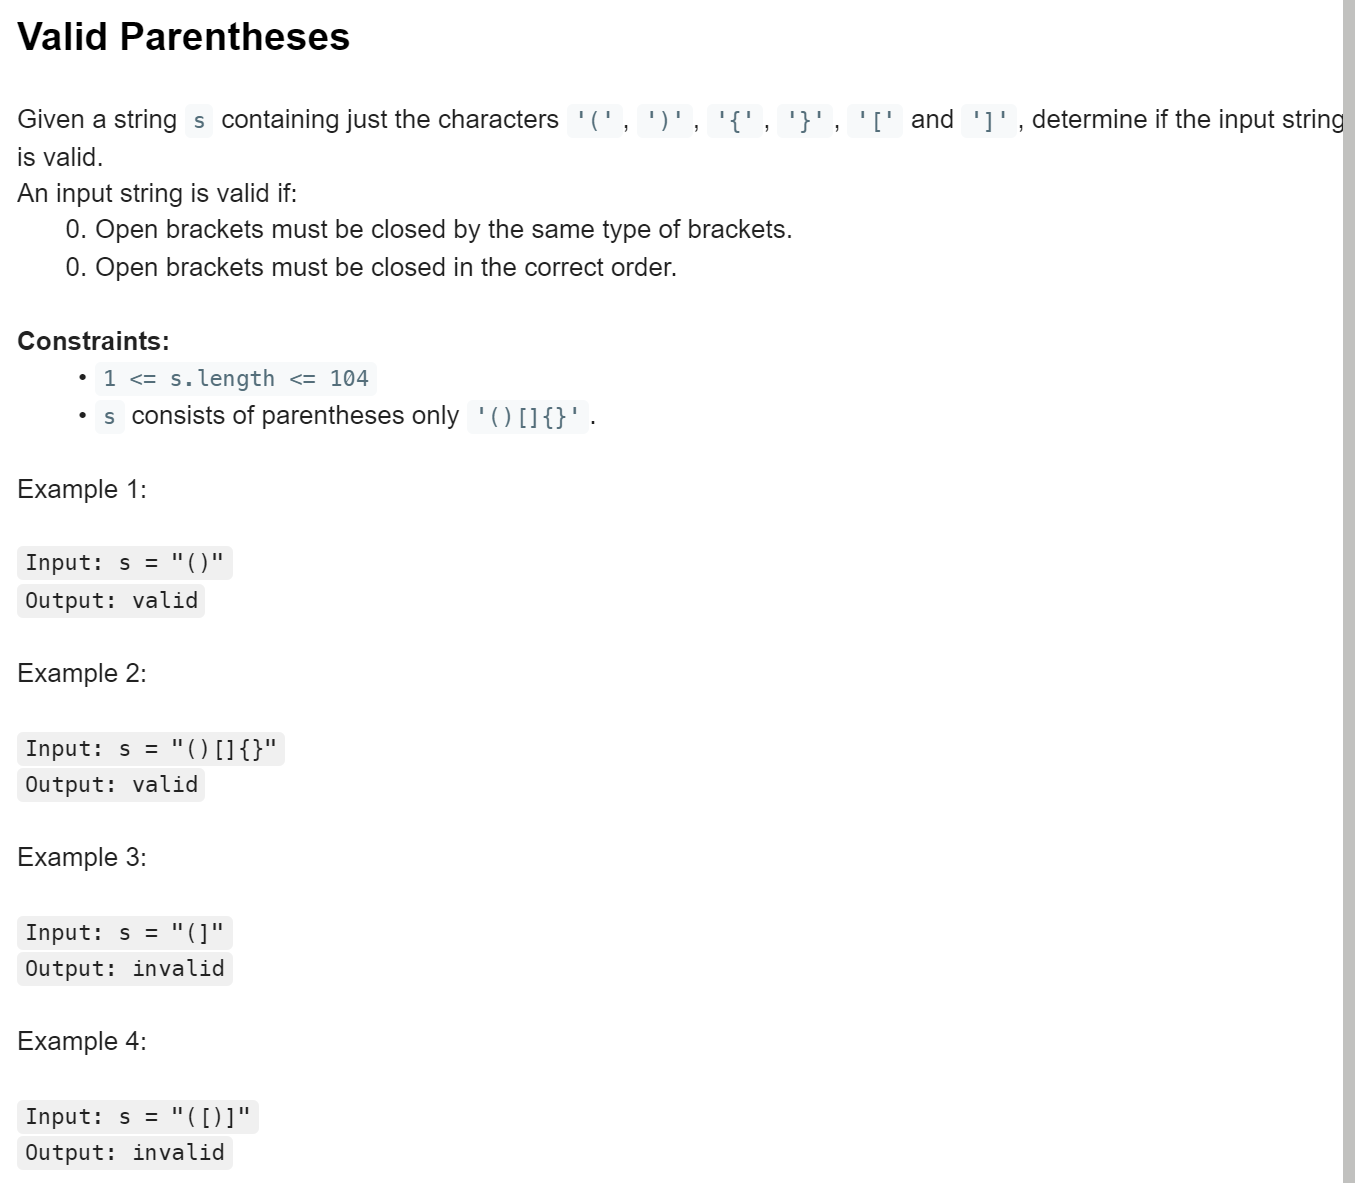 Valid Parentheses
Given a string s containing just the characters '(', ')', '{', '}', '[' and ']', determine if the input string
is valid.
An input string is valid if:
0. Open brackets must be closed by the same type of brackets.
0. Open brackets must be closed in the correct order.
Constraints:
• 1 <= s.length <= 104
• s consists of parentheses only '()[]{}'.
Example 1:
Input: s = "()"
Output: valid
Example 2:
Input: s = "()[]{}"
Output: valid
Example 3:
Input: s = "(]"
Output: invalid
Example 4:
Input: s = "([)]"
Output: invalid